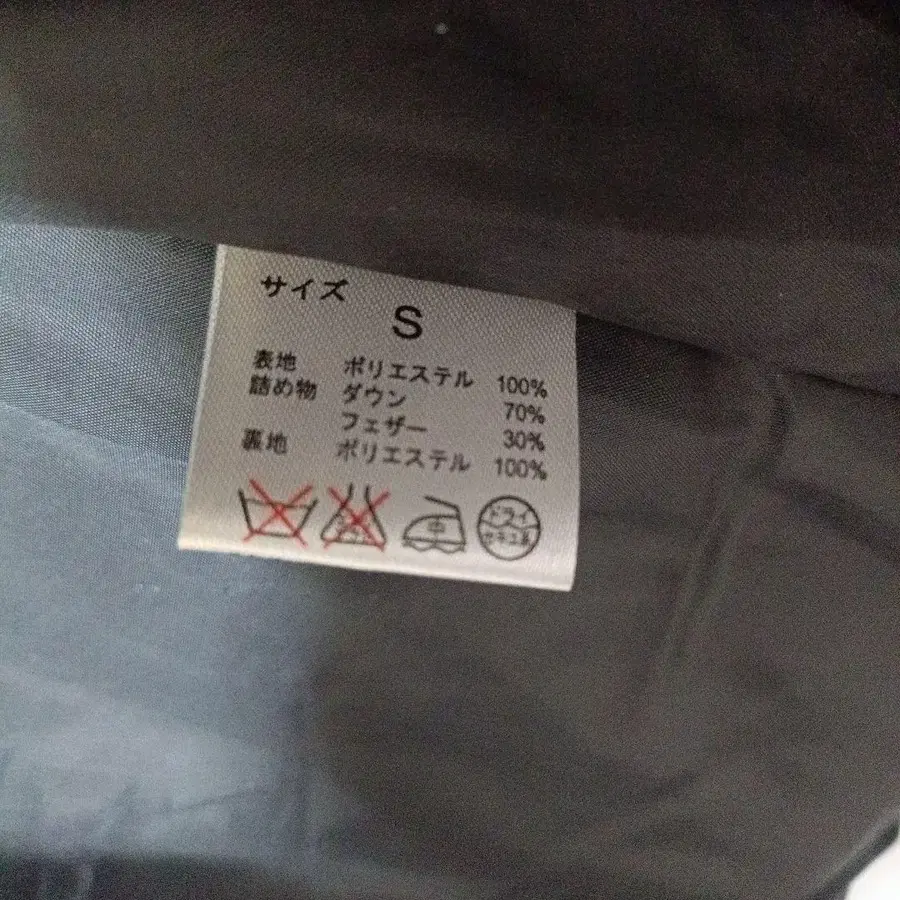 サイズ
S
表地 ポリエステル 100%
詰め物 ダウン 70%
フェザー 30%
裏地 ポリエステル 100%
中
ドライ
セキユ系